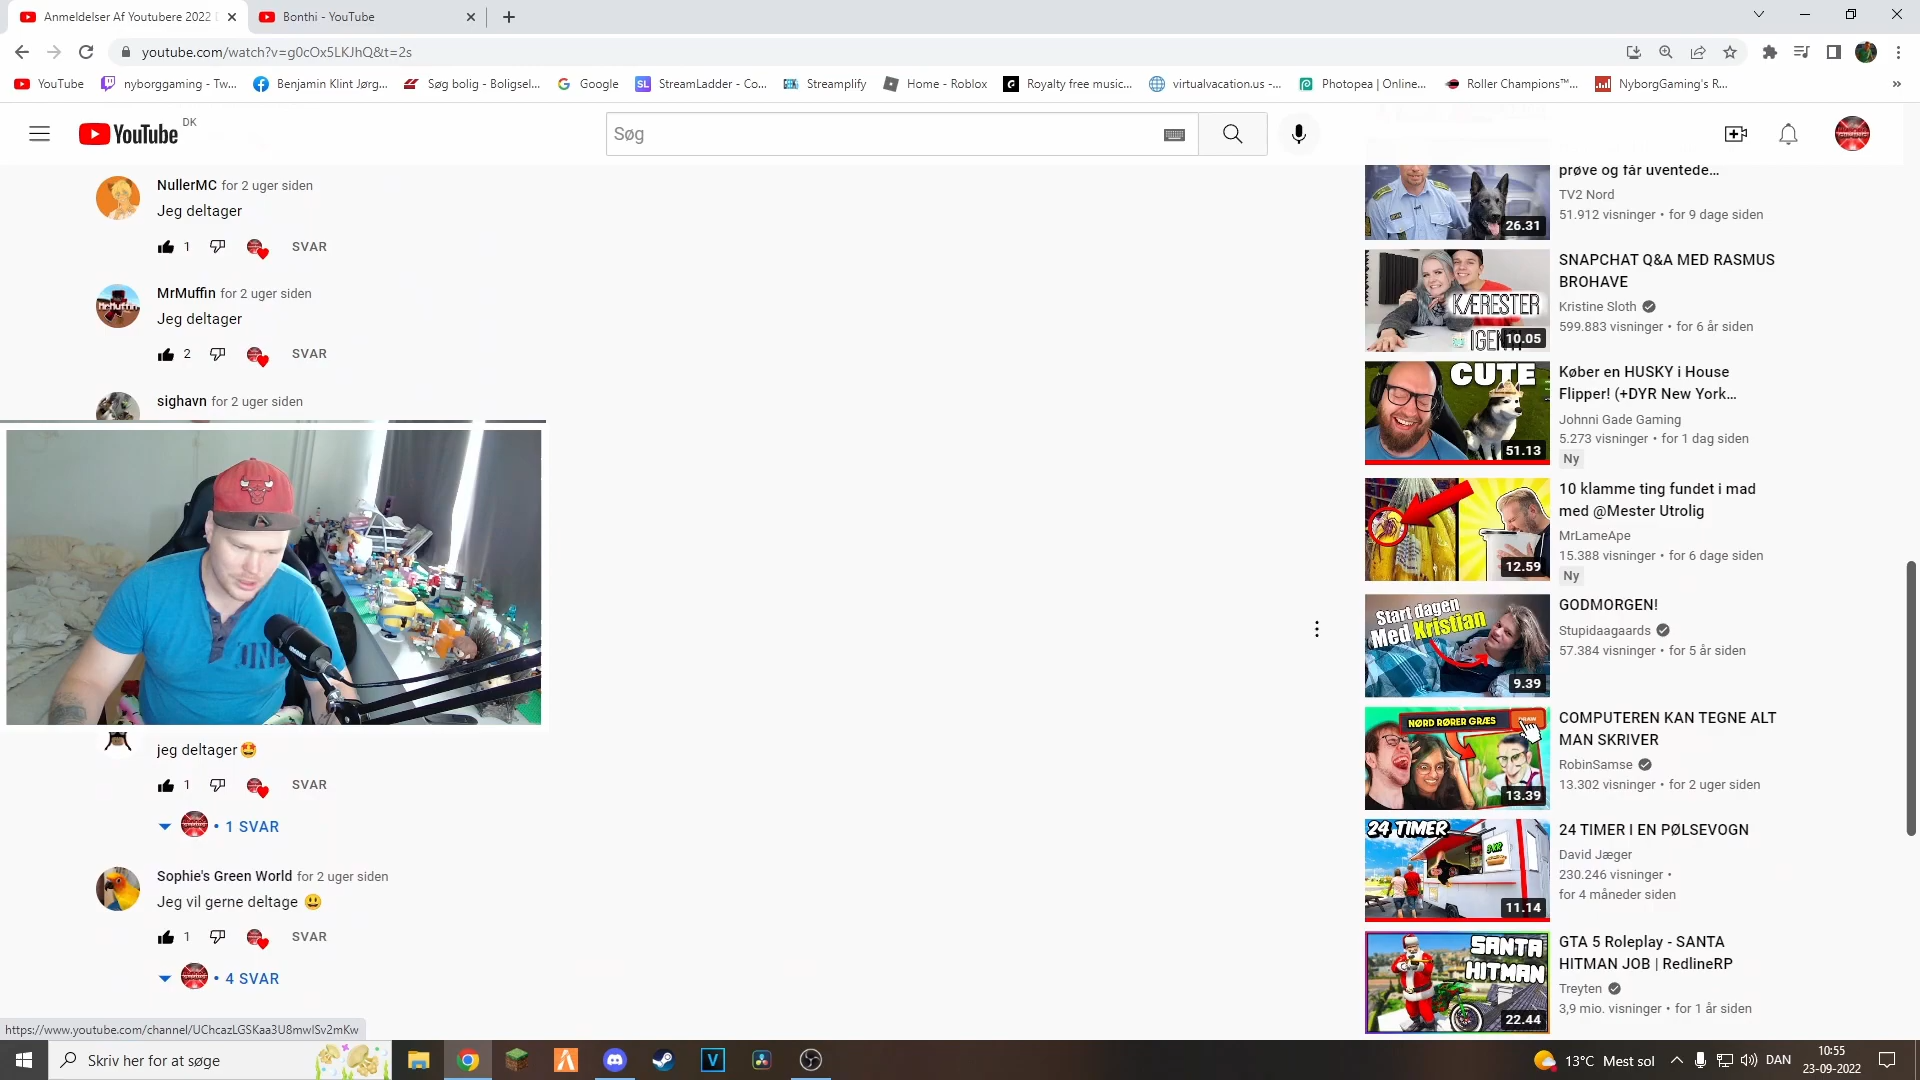 Anmeldelser Af Youtubere 2022
Bonthi - YouTube
youtube.com/watch?v=g0cOx5LKJhQ&t=2s
YouTube
nyborggaming - Tw...
Benjamin Klint Jørg...
Søg bolig - Boligsel...
Google
SL
StreamLadder - Co...
Streamplify
Home - Roblox
Royalty free music...
virtualvacation.us -...
Photopea | Online...
Roller Champions™...
NyborgGaming's R...
YouTube
DK
Søg
NullerMC for 2 uger siden
Jeg deltager
1
SVAR
MrMuffin for 2 uger siden
Jeg deltager
2
SVAR
sighavn for 2 uger siden
jeg deltager
1
SVAR
• 1 SVAR
Sophie's Green World for 2 uger siden
Jeg vil gerne deltage
1
SVAR
• 4 SVAR
https://www.youtube.com/channel/UChcazLGSKaa3U8mwISv2mKw
prøve og får uventede...
TV2 Nord
51.912 visninger • for 9 dage siden
26.31
SNAPCHAT Q&A MED RASMUS
BROHAVE
Kristine Sloth
599.883 visninger • for 6 år siden
KÆRESTER
IGEN
10.05
Køber en HUSKY i House
Flipper! (+DYR New York...
Johnni Gade Gaming
5.273 visninger • for 1 dag siden
Ny
CUTE
51.13
10 klamme ting fundet i mad
med @Mester Utrolig
MrLameApe
15.388 visninger • for 6 dage siden
Ny
12.59
GODMORGEN!
Stupidaagaards
57.384 visninger • for 5 år siden
Start dagen
Med Kristian
9.39
COMPUTEREN KAN TEGNE ALT
MAN SKRIVER
RobinSamse
13.302 visninger • for 2 uger siden
NØRD RØRER GRÆS
13.39
24 TIMER I EN PØLSEVOGN
David Jæger
230.246 visninger •
for 4 måneder siden
24 TIMER
11.14
GTA 5 Roleplay - SANTA
HITMAN JOB | RedlineRP
Treyten
3,9 mio. visninger • for 1 år siden
SANTA
HITMAN
22.44
Skriv her for at søge
13°C Mest sol
DAN
10:55
23-09-2022